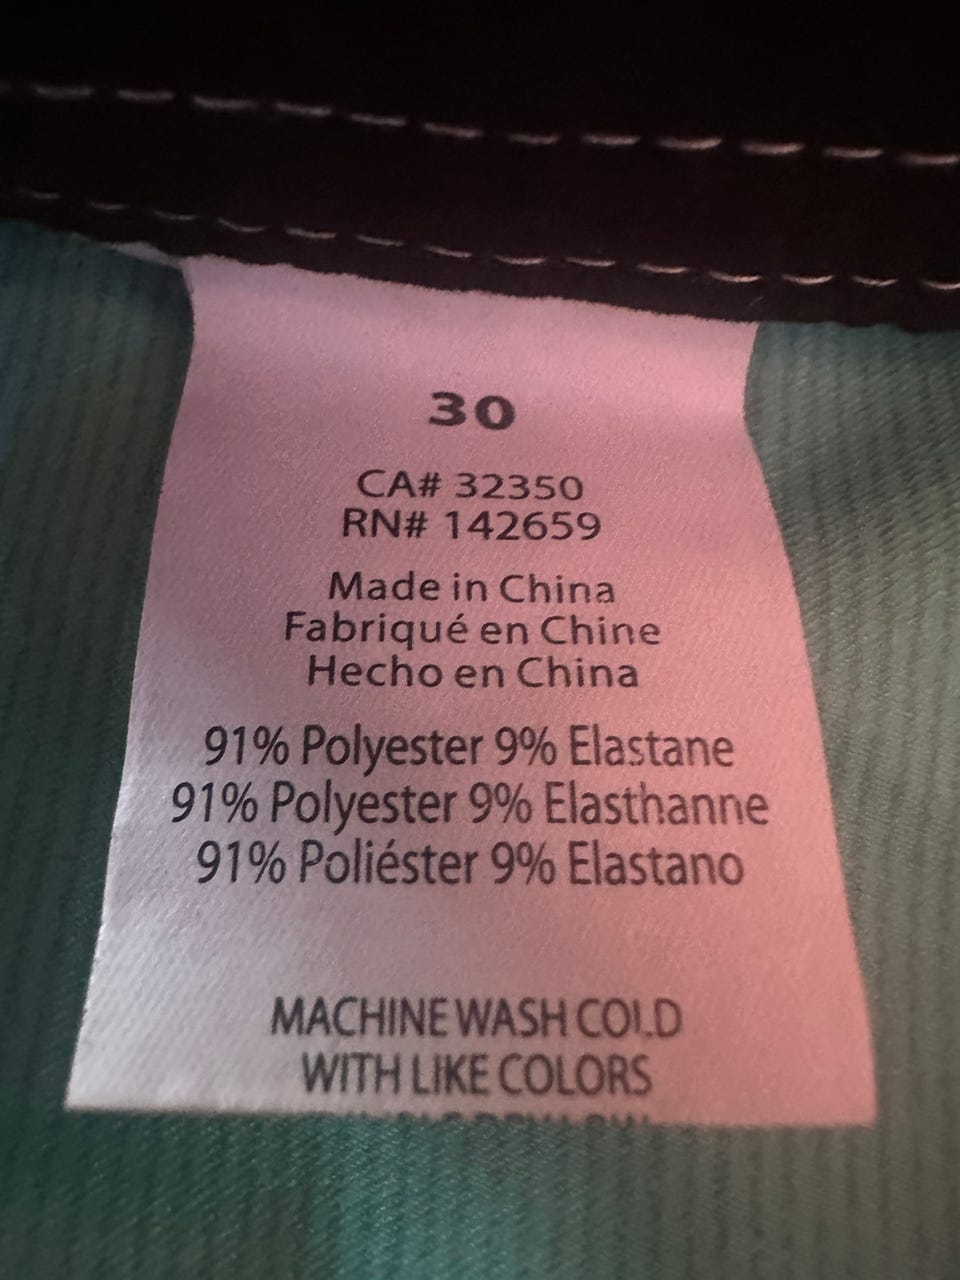 30
CA# 32350
RN# 142659
Made in China
Fabriqué en Chine
Hecho en China
91% Polyester 9% Elastane
91% Polyester 9% Elasthanne
91% Poliéster 9% Elastano
MACHINE WASH COLD
WITH LIKE COLORS